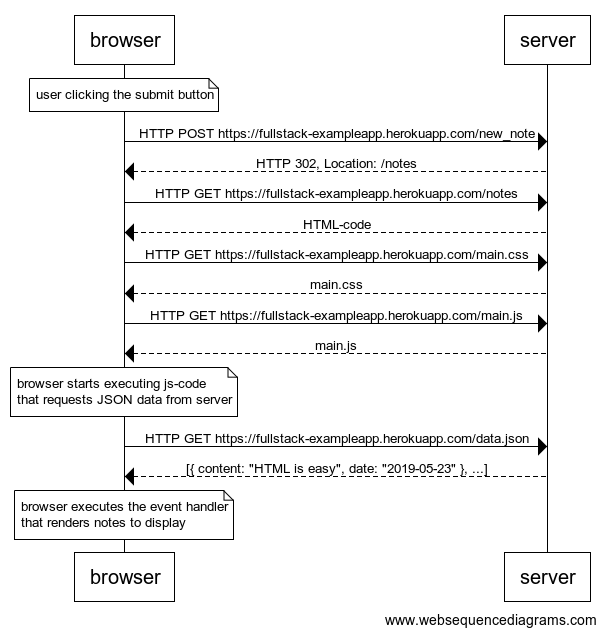 browser
server
user clicking the submit button
HTTP POST https://fullstack-exampleapp.herokuapp.com/new_note
HTTP 302, Location: /notes
HTTP GET https://fullstack-exampleapp.herokuapp.com/notes
HTML-code
HTTP GET https://fullstack-exampleapp.herokuapp.com/main.css
main.css
HTTP GET https://fullstack-exampleapp.herokuapp.com/main.js
main.js
browser starts executing js-code
that requests JSON data from server
HTTP GET https://fullstack-exampleapp.herokuapp.com/data.json
[{ content: "HTML is easy", date: "2019-05-23" }, ...]
browser executes the event handler
that renders notes to display
browser
server
www.websequencediagrams.com